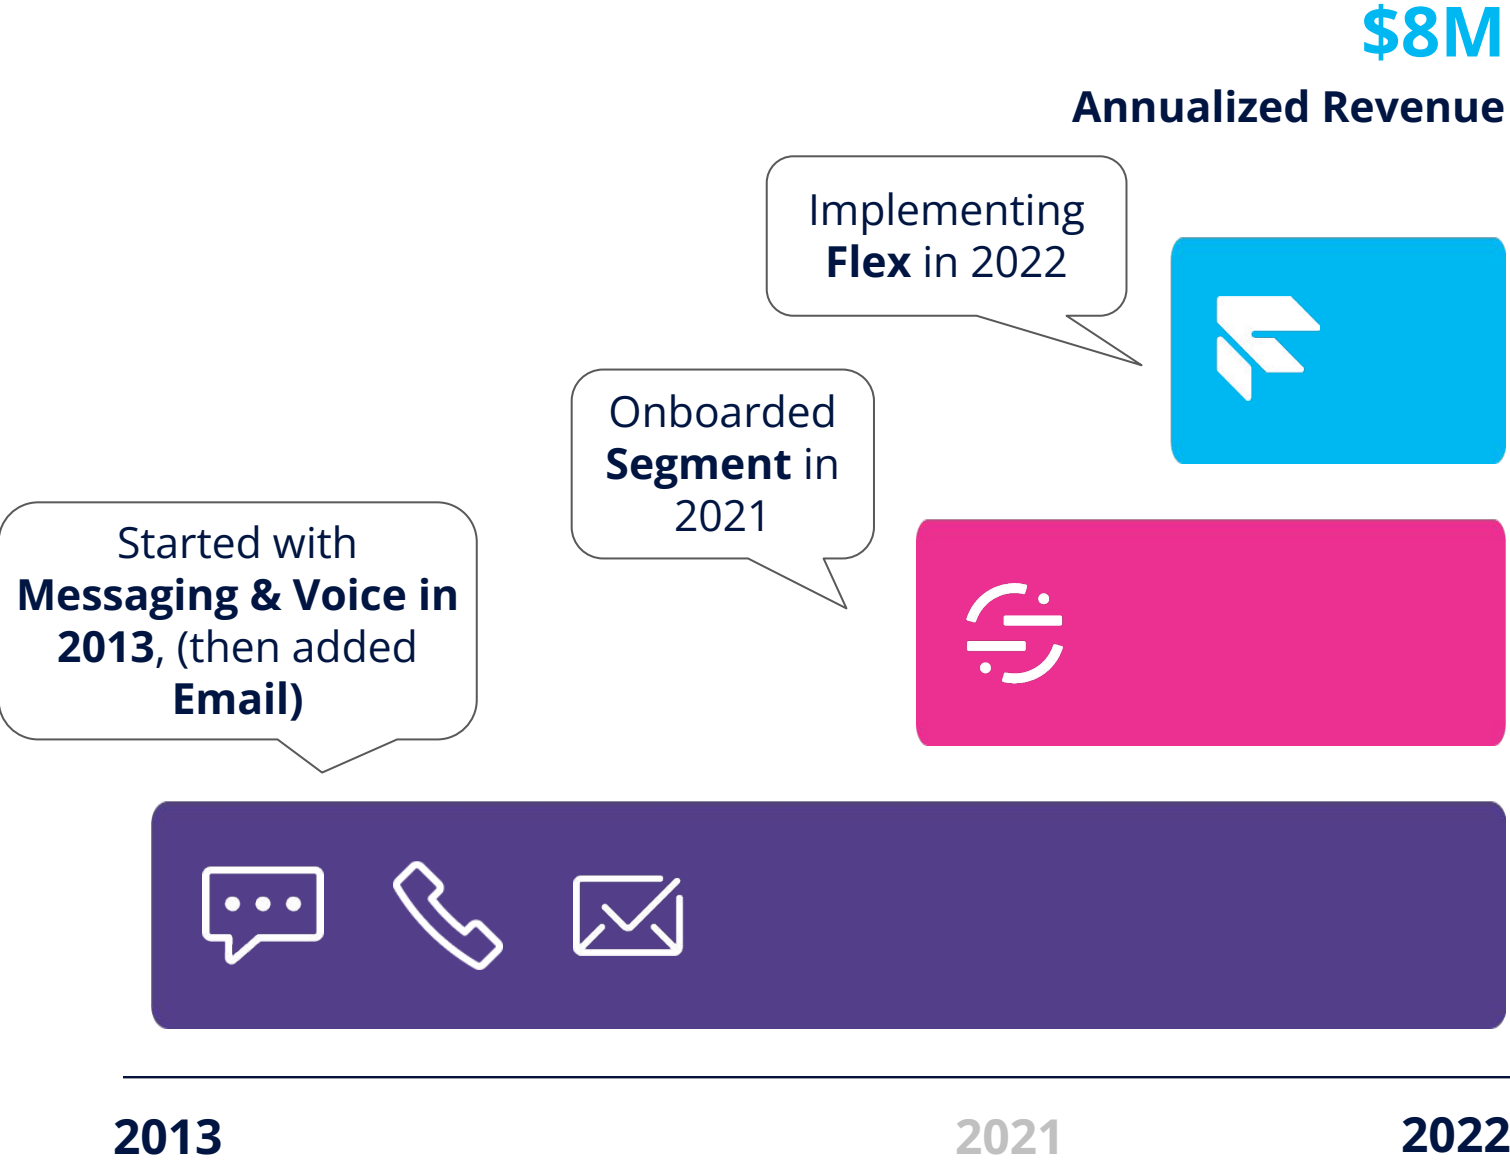 $8M
Annualized Revenue
Implementing
Flex in 2022
Onboarded
Segment in
2021
Started with
Messaging & Voice in
2013, (then added
Email)
2013
2021
2022